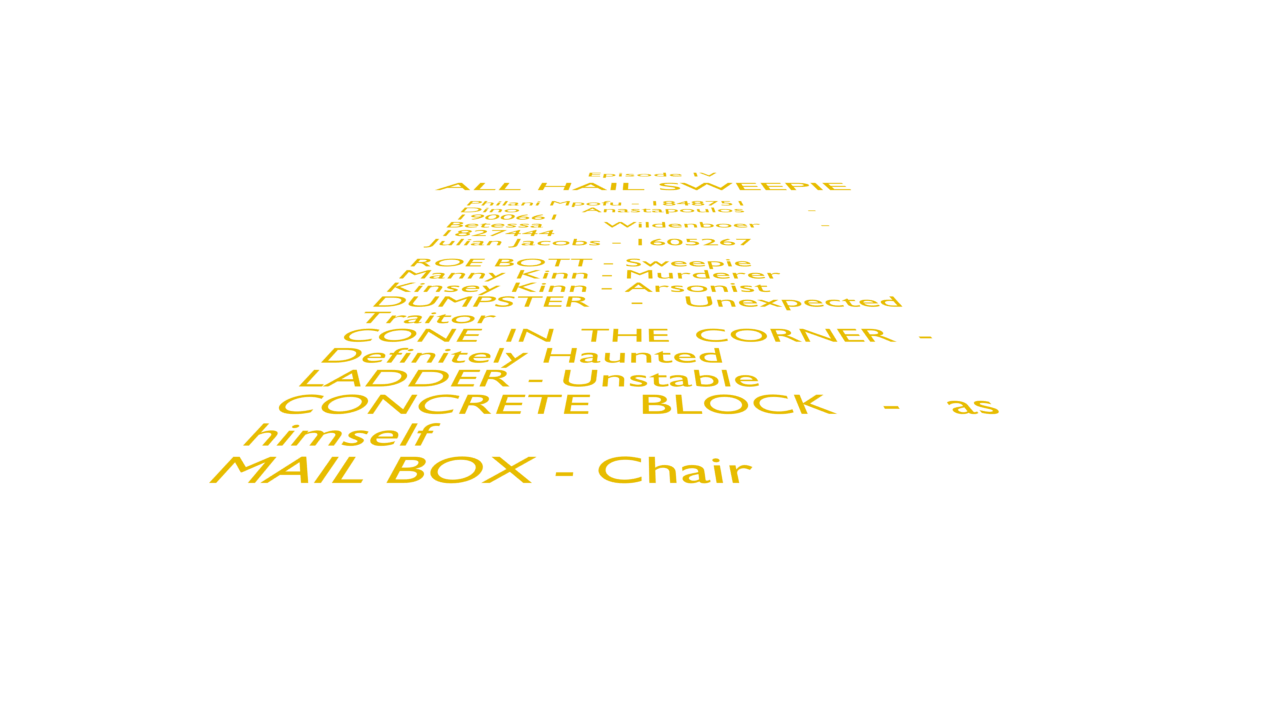 Episode IV
ALL HAIL SWEEPIE
Philani Mpofu - 1848751
Dino Anastapoulos -
1900661
Betessa Wildenboer -
1827444
Julian Jacobs - 1605267
ROE BOTT - Sweepie
Manny Kinn - Murderer
Kinsey Kinn - Arsonist
DUMPSTER - Unexpected
Traitor
CONE IN THE CORNER -
Definitely Haunted
LADDER - Unstable
CONCRETE BLOCK - as
himself
MAIL BOX - Chair